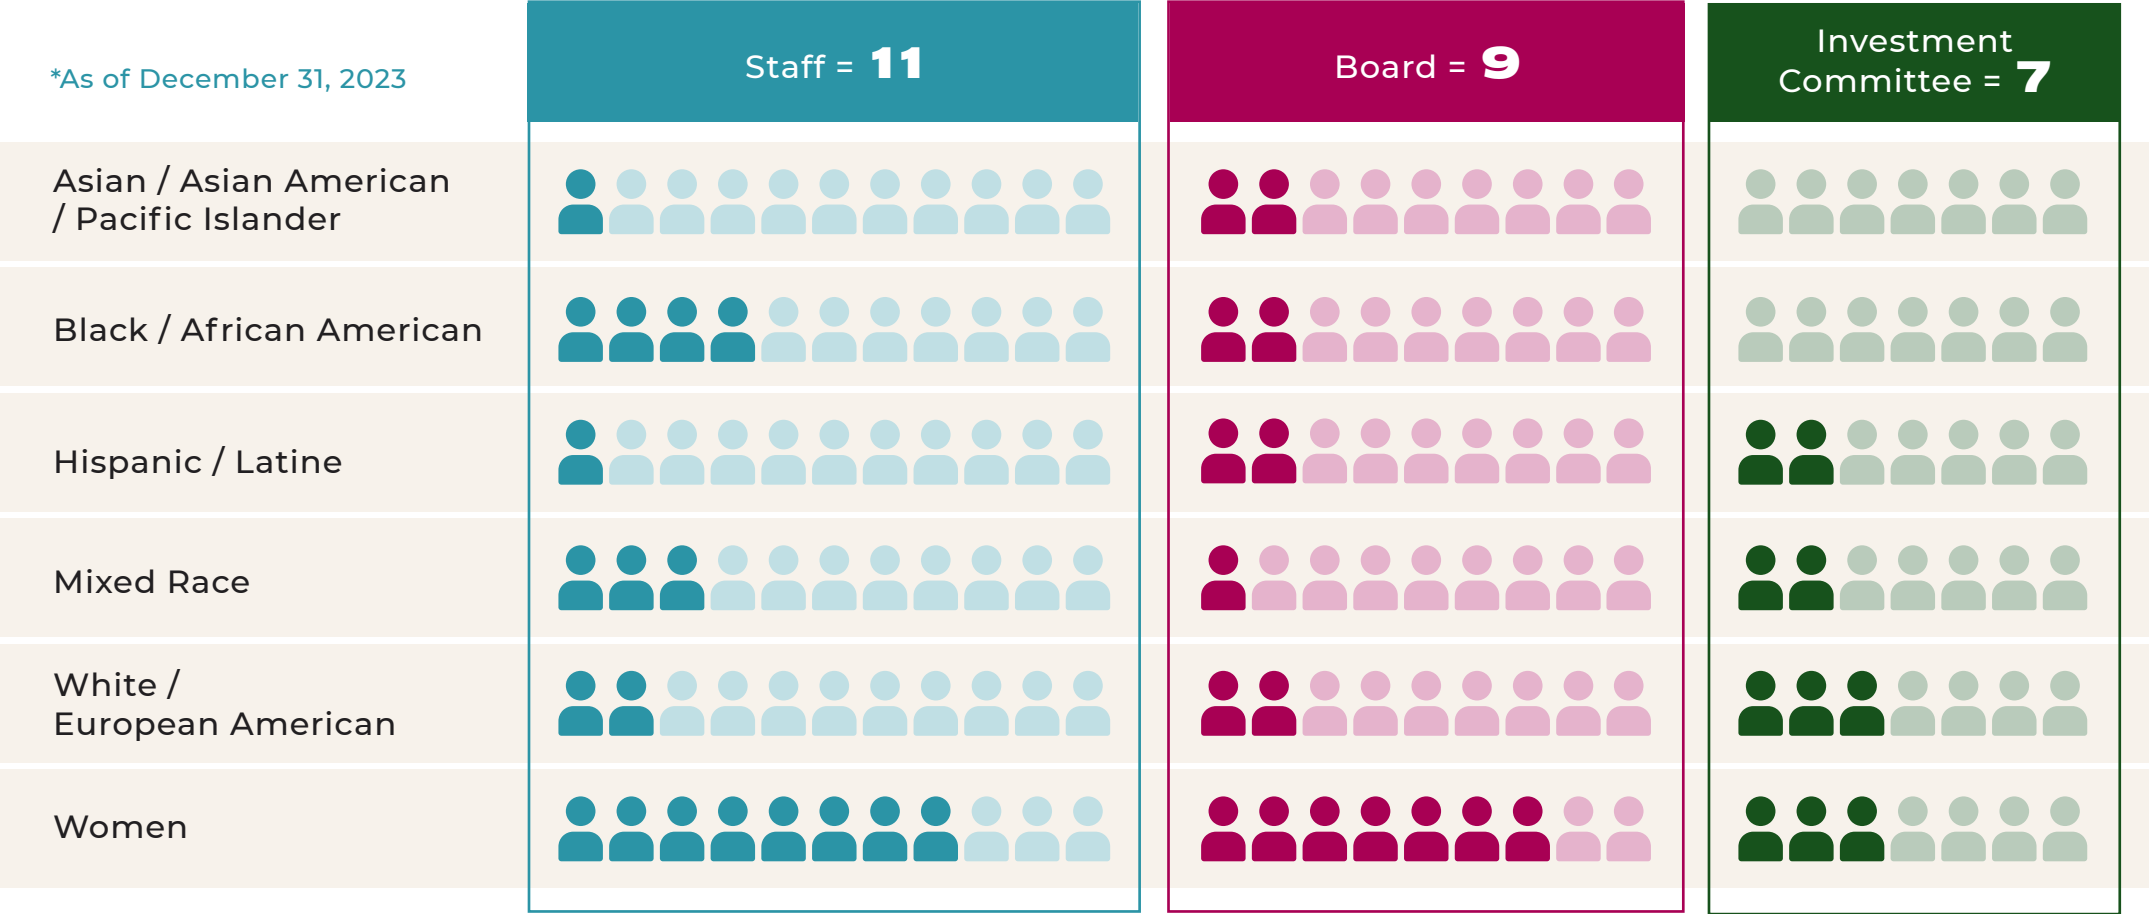 *As of December 31, 2023
Staff = 11
Board = 9
Investment
Committee = 7
Asian / Asian American
/ Pacific Islander
Black / African American
Hispanic / Latine
Mixed Race
White /
European American
Women